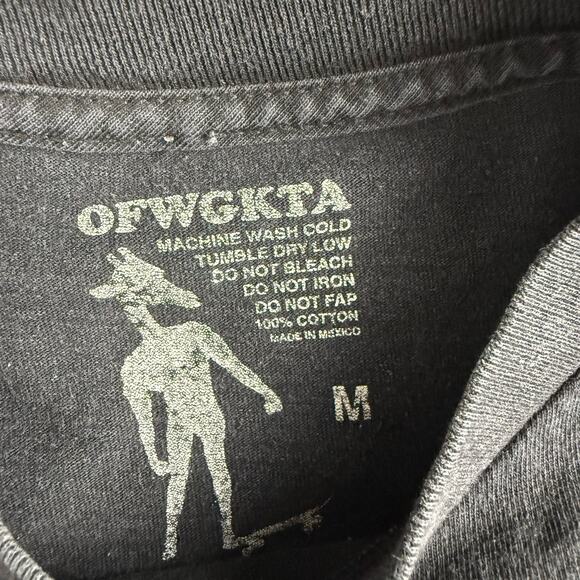 OFWGKTA
MACHINE WASH COLD
TUMBLE DRY LOW
DO NOT BLEACH
DO NOT IRON
DO NOT FAP
100% COTTON
MADE IN MEXICO
M